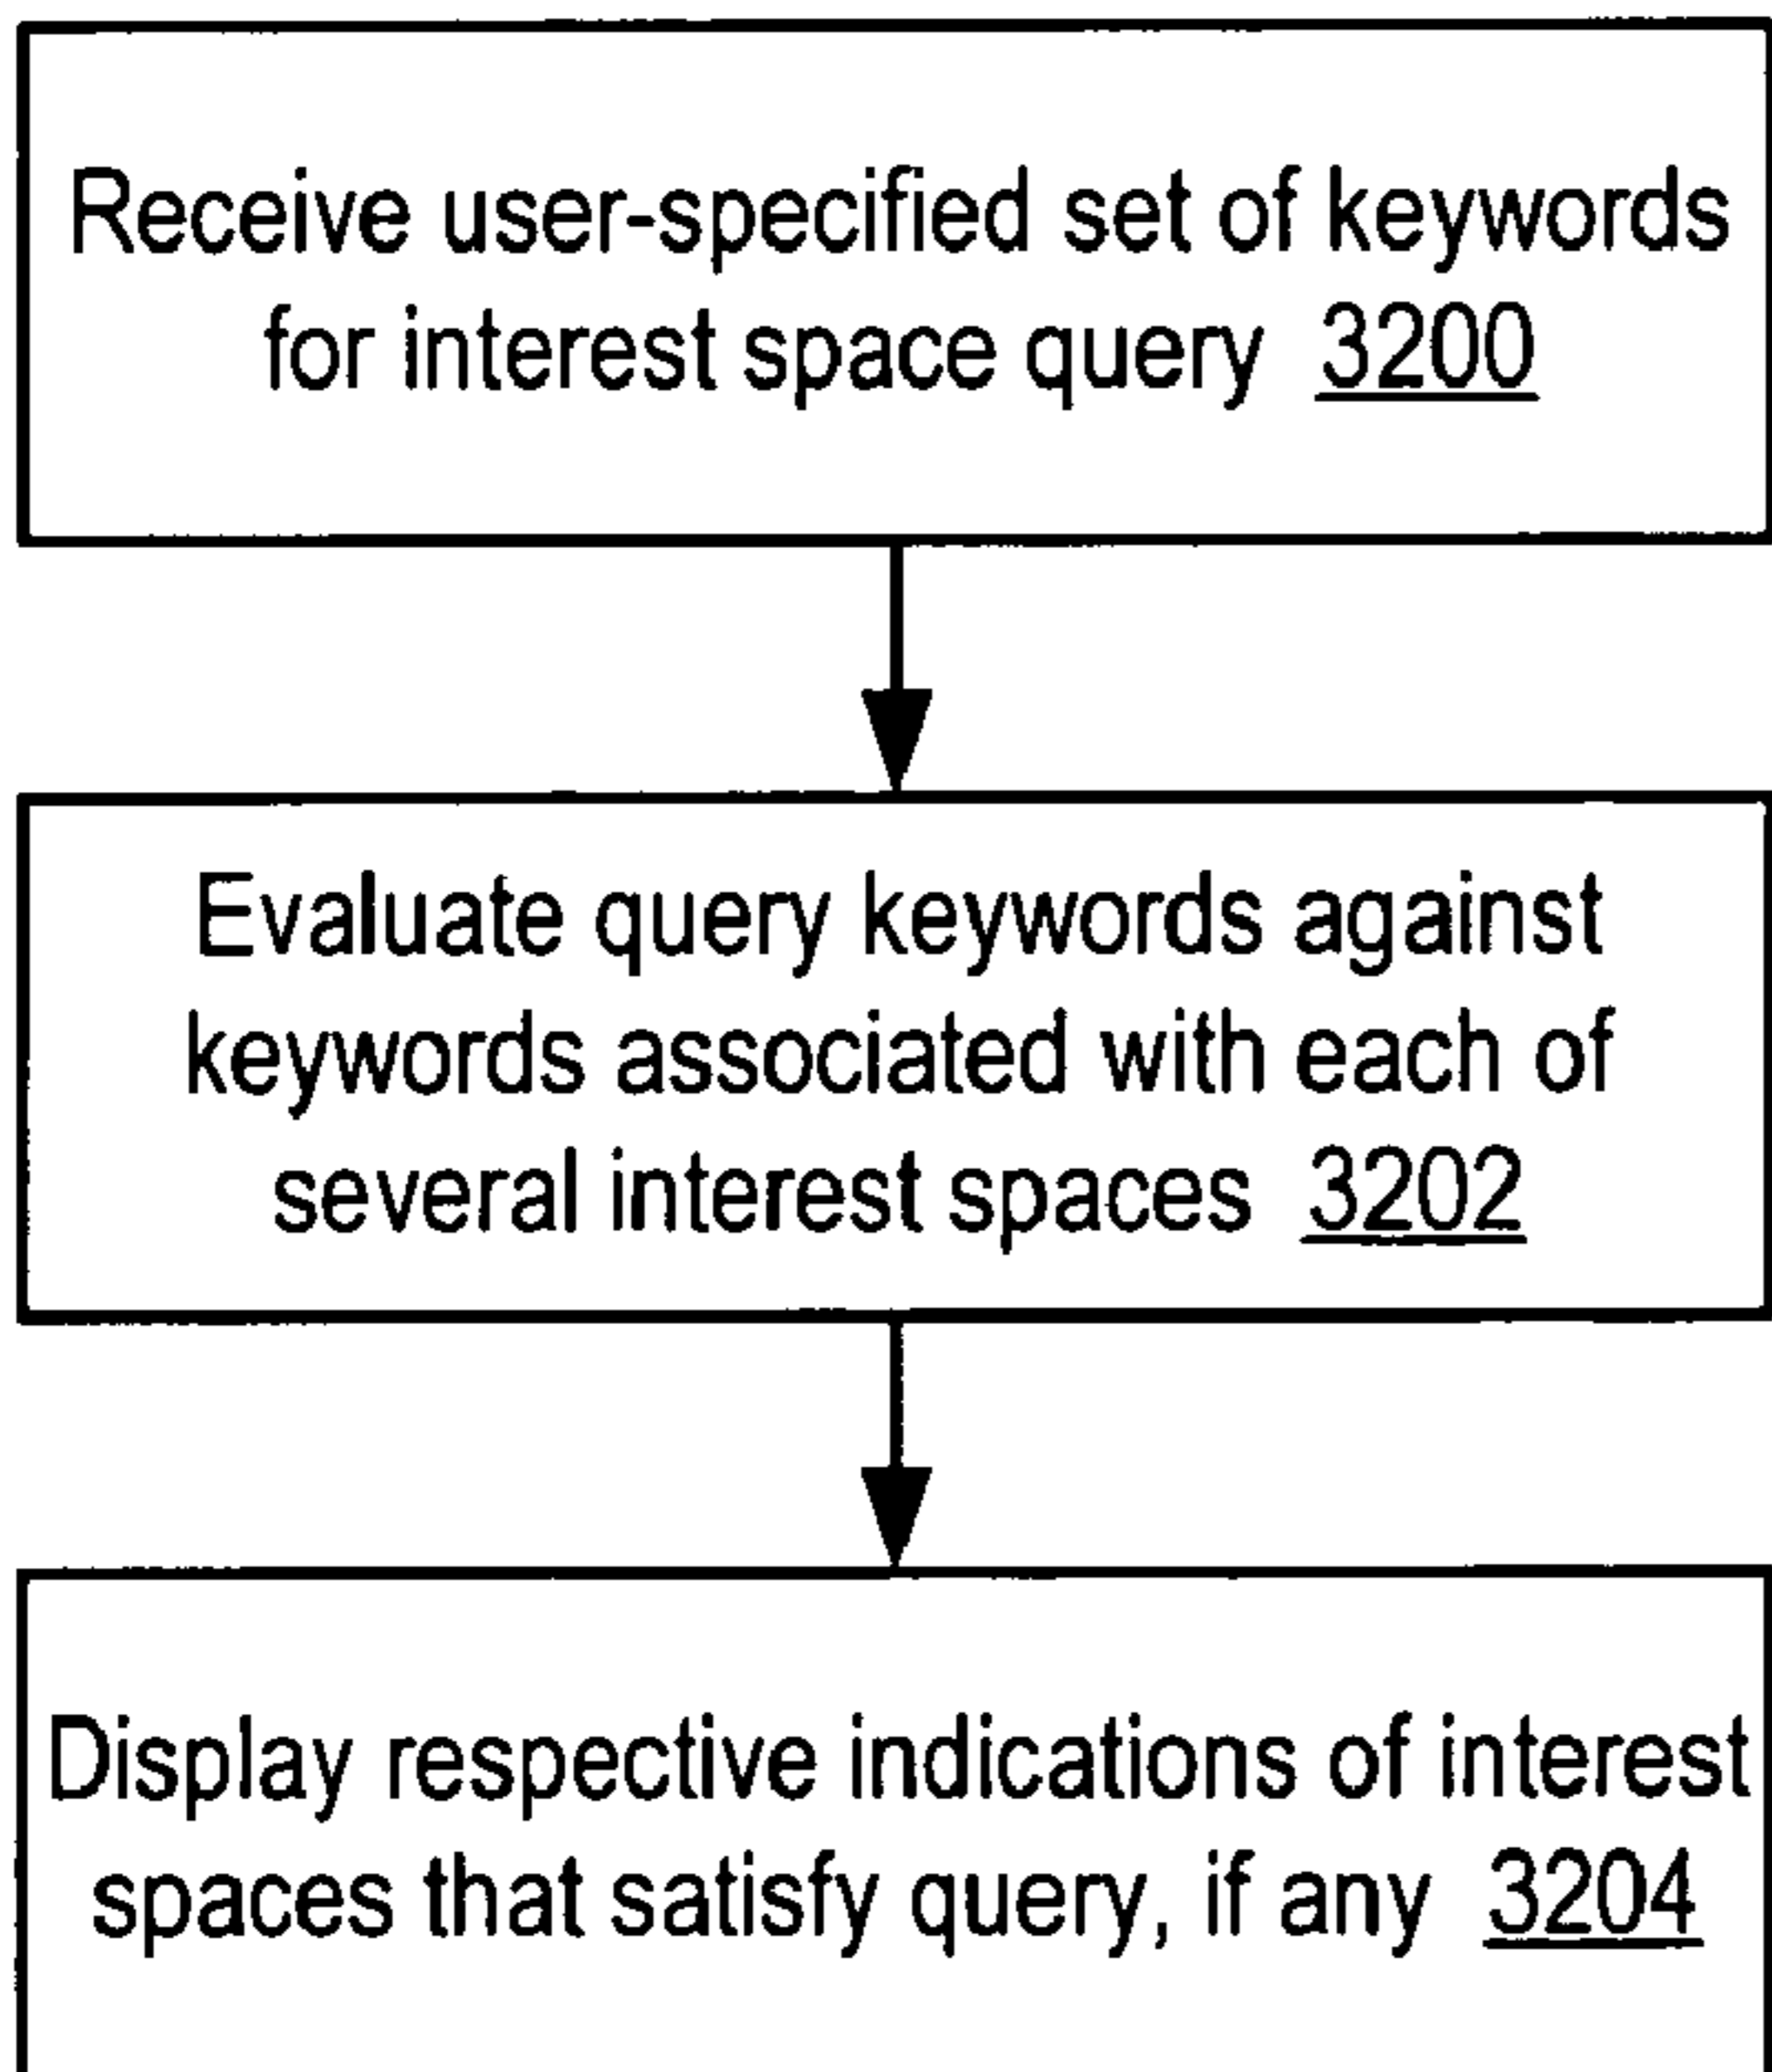 Receive user-specified set of keywords
for interest space query 3200
Evaluate query keywords against
keywords associated with each of
several interest spaces 3202
Display respective indications of interest
spaces that satisfy query, if any 3204